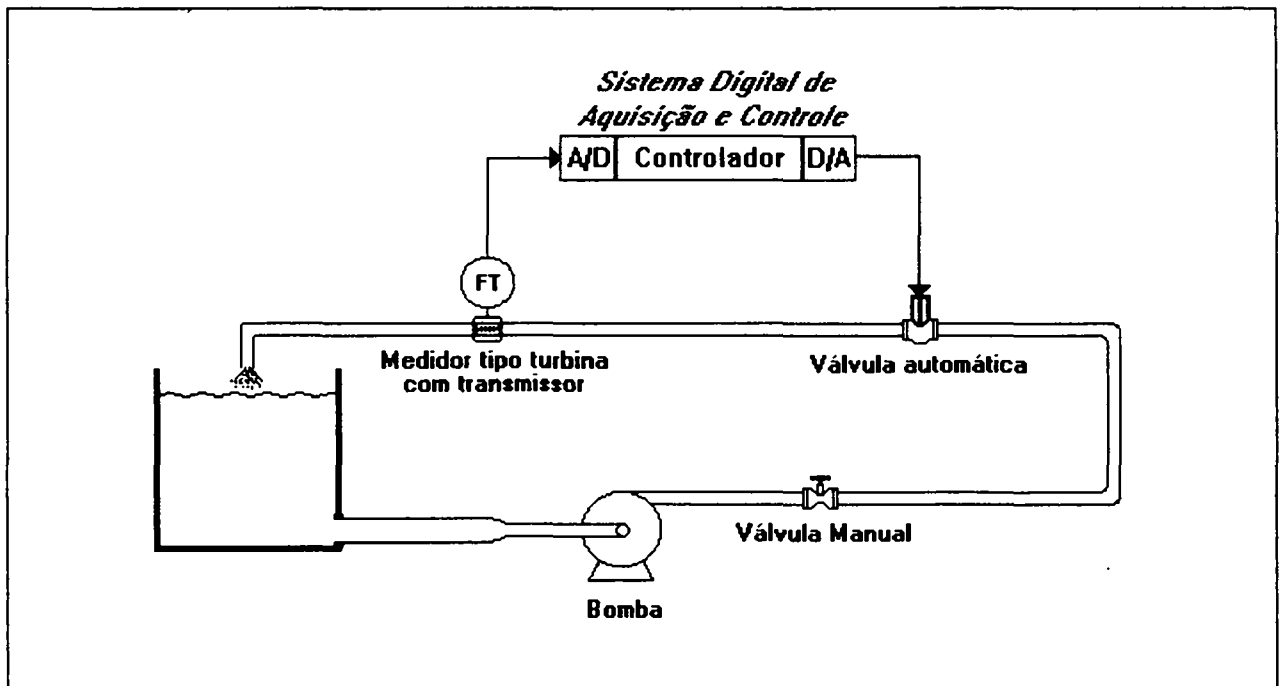 Sistema Digital de
Aquisição e Controle
A/D Controlador D/A
FT
Medidor tipo turbina
com transmissor
Válvula automática
Válvula Manual
Bomba